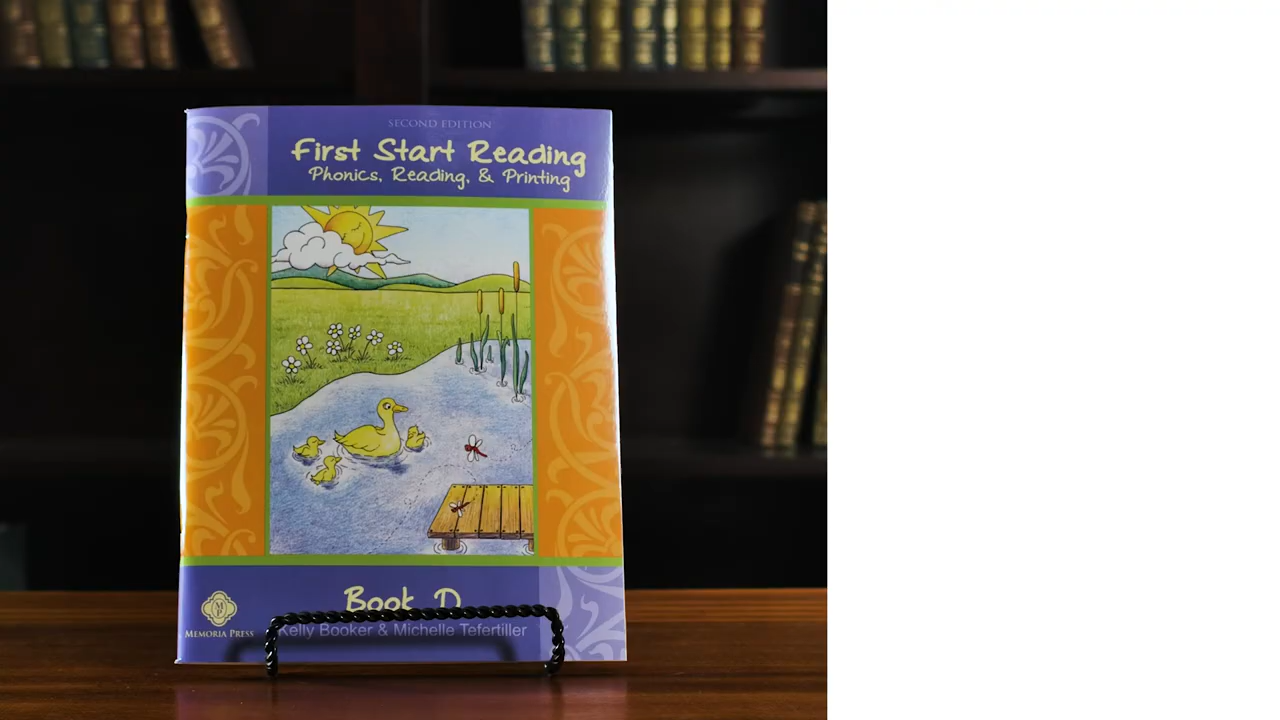 SECOND EDITION
First Start Reading
Phonics, Reading, & Printing
Book D
MEMORIA PRESS
Kelly Booker & Michelle Tefertiller